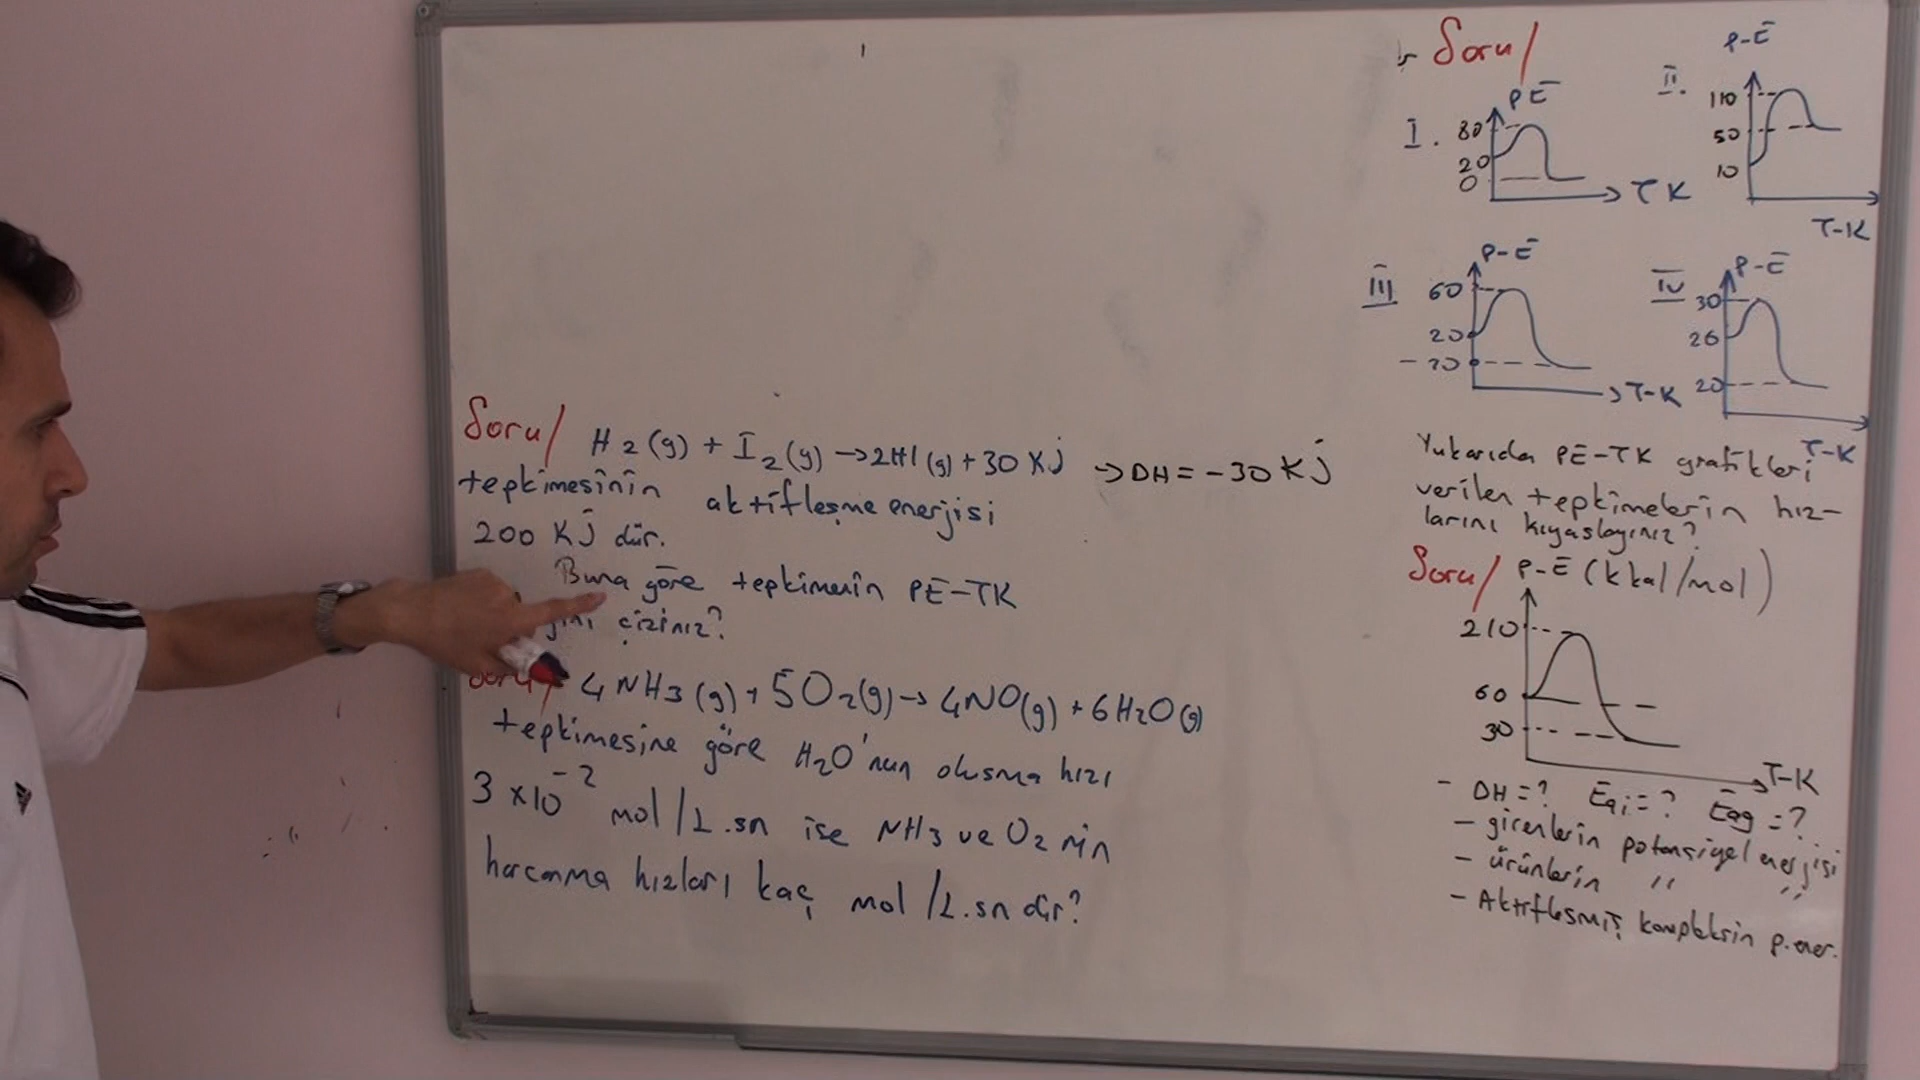 Soru/ H2(g) + I2(g) → 2HI(g) + 30 KJ → DH = -30 KJ
tepkimesinin aktifleşme enerjisi
200 KJ dür.
Buna göre tepkimenin PE-TK
çiziniz?
Soru/ 4NH3(g) + 5O2(g) → 4NO(g) + 6H2O(g)
tepkimesine göre H2O'nun oluşma hızı
3 x10⁻² mol/L.sn ise NH3 ve O2 nin
harcanma hızları kaç mol/L.sn dir?
Soru/
I. PE
80
20
0
TK
II. P-E
110
50
10
T-K
III P-E
60
20
T-K
IV P-E
30
26
20
T-K
Yukarıda PE-TK grafikleri
verilen tepkimelerin hız-
larını kıyaslayınız?
Soru/ P-E (kkal/mol)
210
60
30
T-K
- DH = ? Eai = ? Eag = ?
- girenlerin potansiyel enerjisi
- ürünlerin " "
- Aktifleşmiş kompleksin p.ener.